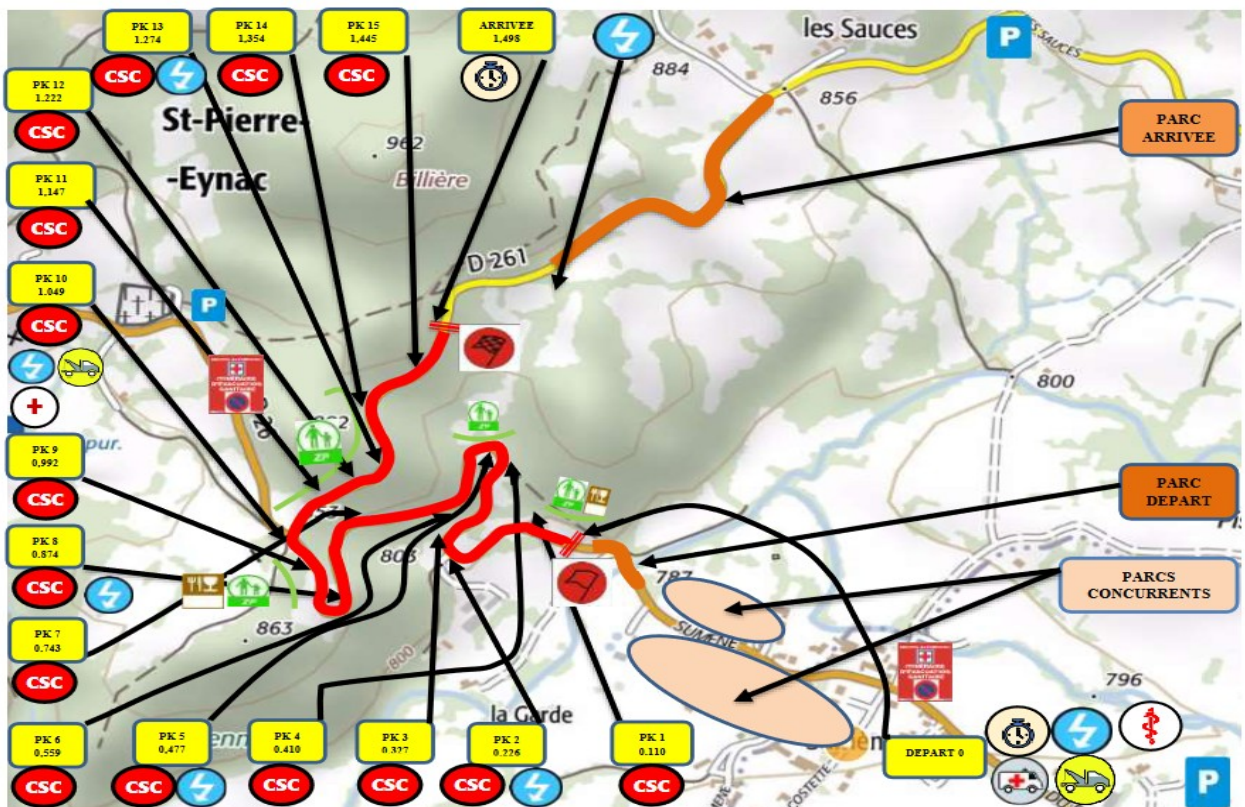 PK 13
1.274
PK 14
1,354
PK 15
1,445
ARRIVEE
1,498
CSC
CSC
CSC
les Sauces
P
SAUCES
884
856
PK 12
1.222
CSC
St-Pierre-
-Eynac
962
Billière
PARC
ARRIVEE
PK 11
1,147
CSC
D 261
PK 10
1.049
CSC
P
800
ZP
ZP
PK 9
0,992
CSC
ZP
803
PARC
DEPART
PK 8
0.874
CSC
ZP
787
PARCS
CONCURRENTS
863
SUMÈNE
PK 7
0.743
CSC
800
796
la Garde
PK 6
0,559
CSC
PK 5
0,477
CSC
PK 4
0.410
CSC
PK 3
0.327
CSC
PK 2
0.226
CSC
PK 1
0.110
CSC
DEPART 0
COSTETTE
P